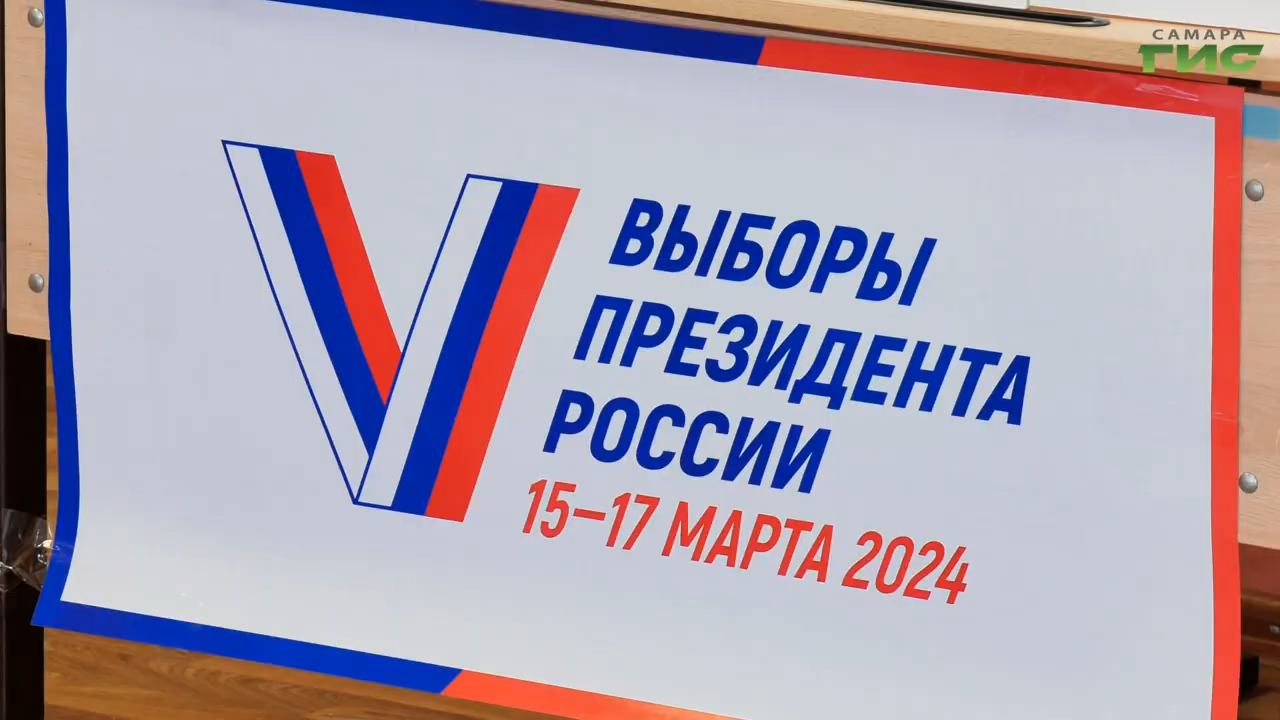 САМАРА
ГИС
ВЫБОРЫ
ПРЕЗИДЕНТА
РОССИИ
15–17 МАРТА 2024